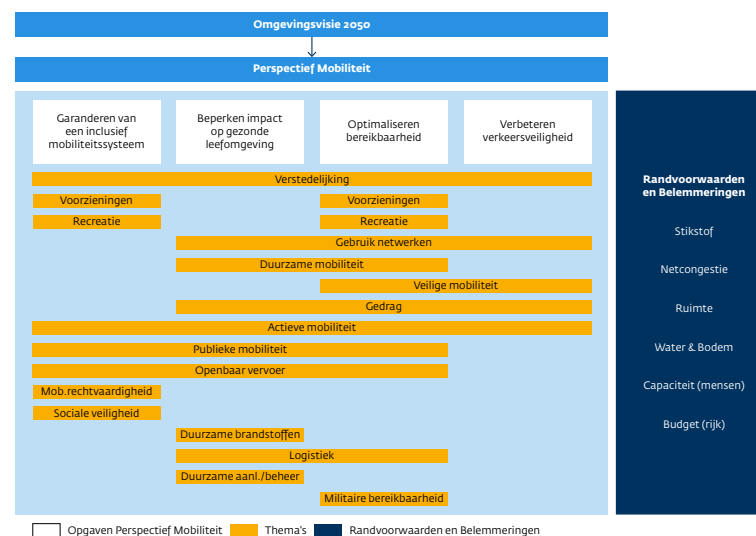 Omgevingsvisie 2050
Perspectief Mobiliteit
Garanderen van
een inclusief
mobiliteitssysteem
Beperken impact
op gezonde
leefomgeving
Optimaliseren
bereikbaarheid
Verbeteren
verkeersveiligheid
Verstedelijking
Voorzieningen
Voorzieningen
Recreatie
Recreatie
Gebruik netwerken
Duurzame mobiliteit
Veilige mobiliteit
Gedrag
Actieve mobiliteit
Publieke mobiliteit
Openbaar vervoer
Mob.rechtvaardigheid
Sociale veiligheid
Duurzame brandstoffen
Logistiek
Duurzame aanl./beheer
Militaire bereikbaarheid
Randvoorwaarden
en Belemmeringen
Stikstof
Netcongestie
Ruimte
Water & Bodem
Capaciteit (mensen)
Budget (rijk)
Opgaven Perspectief Mobiliteit
Thema's
Randvoorwaarden en Belemmeringen